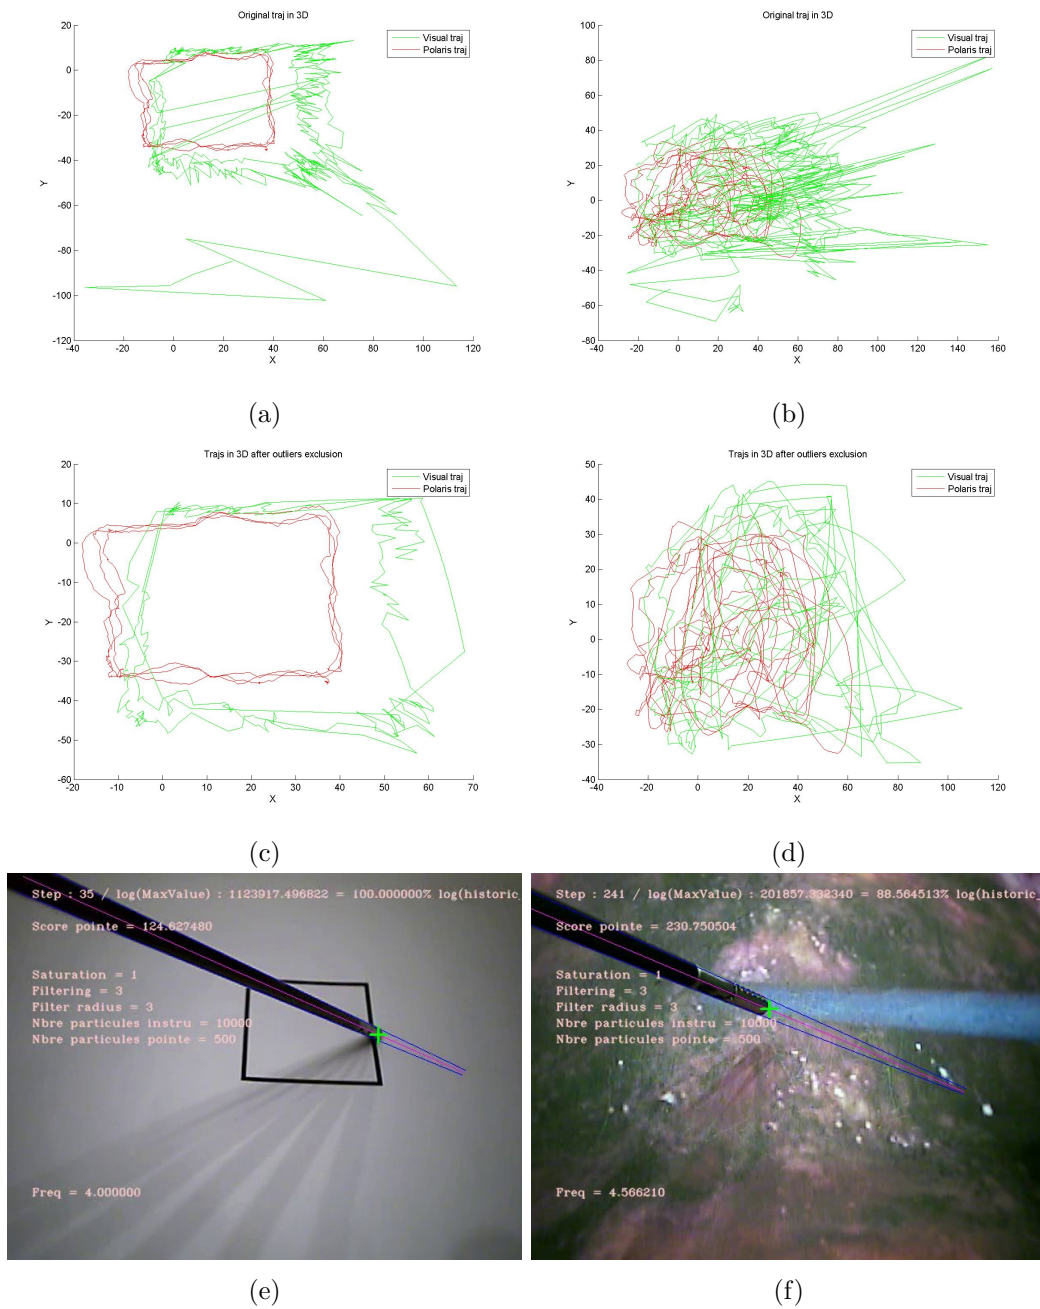 Original traj in 3D
Visual traj
Polaris traj
20
0
-20
-40
-60
-80
-100
-120
Y
-40
-20
0
20
40
60
80
100
120
X
(a)
Original traj in 3D
Visual traj
Polaris traj
100
80
60
40
20
0
-20
-40
-60
-80
Y
-40
-20
0
20
40
60
80
100
120
140
160
X
(b)
Trajs in 3D after outliers exclusion
Visual traj
Polaris traj
20
10
0
-10
-20
-30
-40
-50
-60
Y
-20
-10
0
10
20
30
40
50
60
70
X
(c)
Trajs in 3D after outliers exclusion
Visual traj
Polaris traj
50
40
30
20
10
0
-10
-20
-30
-40
Y
-40
-20
0
20
40
60
80
100
120
X
(d)
Step : 35 / log(MaxValue) : 1123917.496822 = 100.000000% log(historic_
Score pointe = 124.627480
Saturation = 1
Filtering = 3
Filter radius = 3
Nbre particules instru = 10000
Nbre particules pointe = 500
Freq = 4.000000
(e)
Step : 241 / log(MaxValue) : 201857.332340 = 88.564513% log(historic_
Score pointe = 230.750504
Saturation = 1
Filtering = 3
Filter radius = 3
Nbre particules instru = 10000
Nbre particules pointe = 500
Freq = 4.566210
(f)